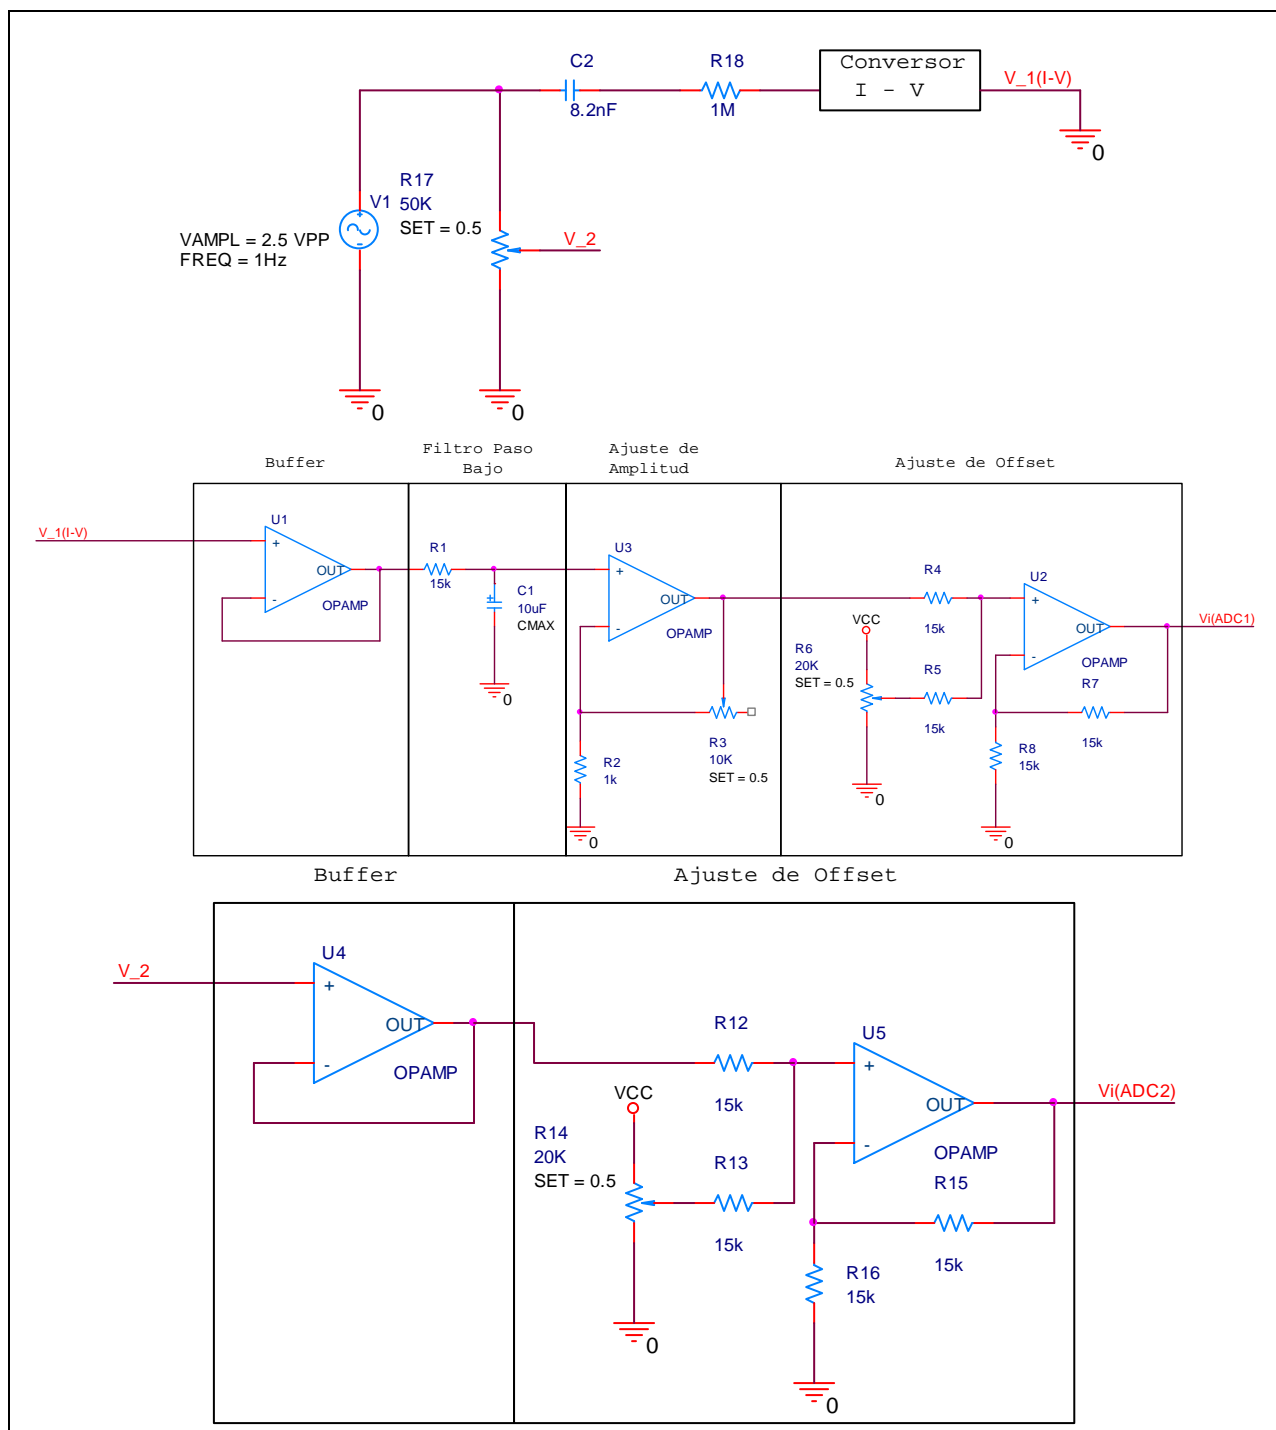 C2
8.2nF
R18
1M
Conversor
I - V
V_1(I-V)
0
R17
50K
SET = 0.5
V1
VAMPL = 2.5 VPP
FREQ = 1Hz
V_2
0
0
Buffer
Filtro Paso
Bajo
Ajuste de
Amplitud
Ajuste de Offset
V_1(I-V)
U1
+
-
OUT
OPAMP
R1
15k
C1
10uF
CMAX
0
U3
+
-
OUT
OPAMP
R2
1k
0
R3
10K
SET = 0.5
R4
15k
VCC
R6
20K
SET = 0.5
R5
15k
0
U2
+
-
OUT
OPAMP
R7
15k
R8
15k
0
Vi(ADC1)
Buffer
Ajuste de Offset
V_2
U4
+
-
OUT
OPAMP
R12
15k
VCC
R14
20K
SET = 0.5
R13
15k
0
U5
+
-
OUT
OPAMP
R15
15k
R16
15k
0
Vi(ADC2)